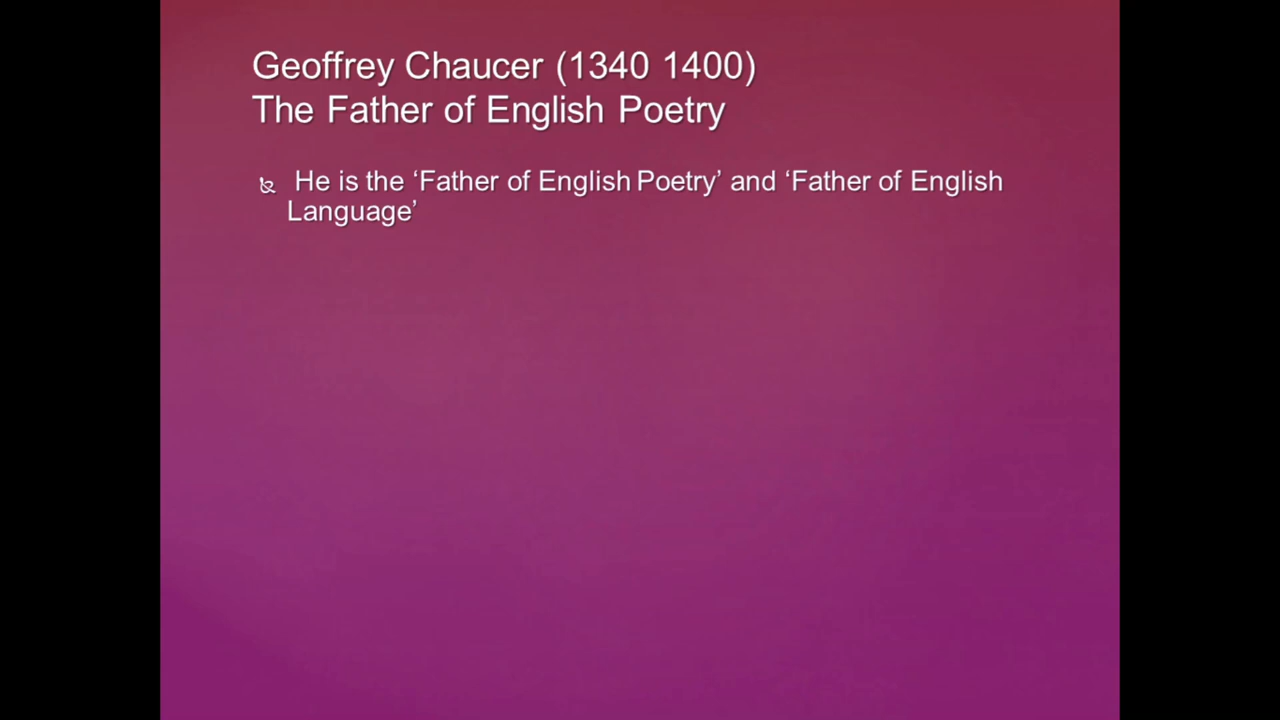 Geoffrey Chaucer (1340 1400)
The Father of English Poetry
He is the ‘Father of English Poetry’ and ‘Father of English
Language’